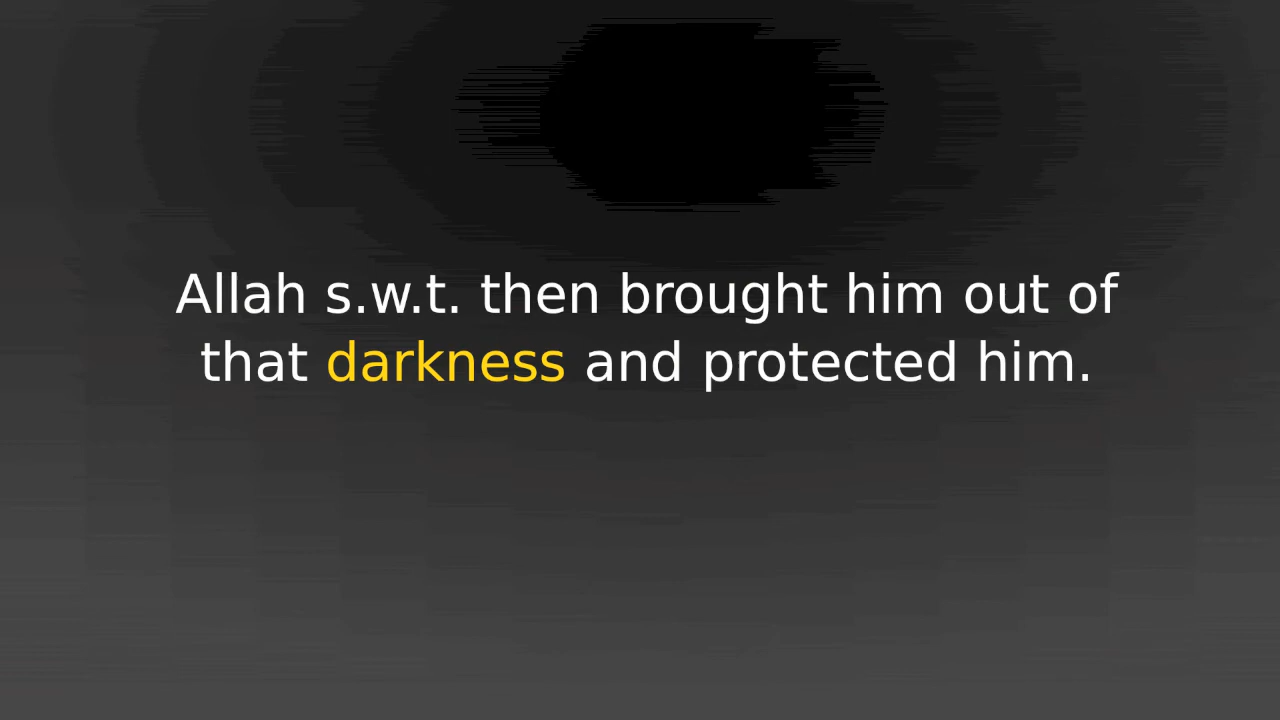 Allah s.w.t. then brought him out of
that darkness and protected him.